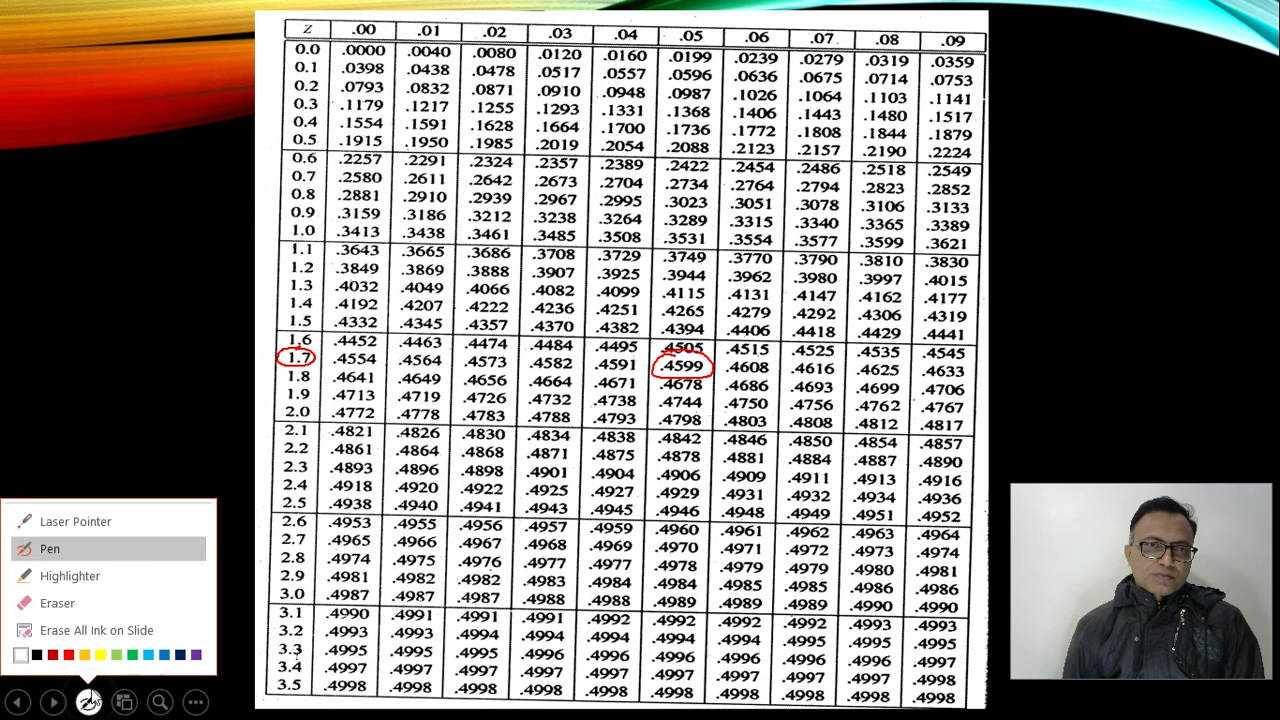 z .00 .01 .02 .03 .04 .05 .06 .07 .08 .09
0.0 .0000 .0040 .0080 .0120 .0160 .0199 .0239 .0279 .0319 .0359
0.1 .0398 .0438 .0478 .0517 .0557 .0596 .0636 .0675 .0714 .0753
0.2 .0793 .0832 .0871 .0910 .0948 .0987 .1026 .1064 .1103 .1141
0.3 .1179 .1217 .1255 .1293 .1331 .1368 .1406 .1443 .1480 .1517
0.4 .1554 .1591 .1628 .1664 .1700 .1736 .1772 .1808 .1844 .1879
0.5 .1915 .1950 .1985 .2019 .2054 .2088 .2123 .2157 .2190 .2224
0.6 .2257 .2291 .2324 .2357 .2389 .2422 .2454 .2486 .2518 .2549
0.7 .2580 .2611 .2642 .2673 .2704 .2734 .2764 .2794 .2823 .2852
0.8 .2881 .2910 .2939 .2967 .2995 .3023 .3051 .3078 .3106 .3133
0.9 .3159 .3186 .3212 .3238 .3264 .3289 .3315 .3340 .3365 .3389
1.0 .3413 .3438 .3461 .3485 .3508 .3531 .3554 .3577 .3599 .3621
1.1 .3643 .3665 .3686 .3708 .3729 .3749 .3770 .3790 .3810 .3830
1.2 .3849 .3869 .3888 .3907 .3925 .3944 .3962 .3980 .3997 .4015
1.3 .4032 .4049 .4066 .4082 .4099 .4115 .4131 .4147 .4162 .4177
1.4 .4192 .4207 .4222 .4236 .4251 .4265 .4279 .4292 .4306 .4319
1.5 .4332 .4345 .4357 .4370 .4382 .4394 .4406 .4418 .4429 .4441
1.6 .4452 .4463 .4474 .4484 .4495 .4505 .4515 .4525 .4535 .4545
1.7 .4554 .4564 .4573 .4582 .4591 .4599 .4608 .4616 .4625 .4633
1.8 .4641 .4649 .4656 .4664 .4671 .4678 .4686 .4693 .4699 .4706
1.9 .4713 .4719 .4726 .4732 .4738 .4744 .4750 .4756 .4762 .4767
2.0 .4772 .4778 .4783 .4788 .4793 .4798 .4803 .4808 .4812 .4817
2.1 .4821 .4826 .4830 .4834 .4838 .4842 .4846 .4850 .4854 .4857
2.2 .4861 .4864 .4868 .4871 .4875 .4878 .4881 .4884 .4887 .4890
2.3 .4893 .4896 .4898 .4901 .4904 .4906 .4909 .4911 .4913 .4916
2.4 .4918 .4920 .4922 .4925 .4927 .4929 .4931 .4932 .4934 .4936
2.5 .4938 .4940 .4941 .4943 .4945 .4946 .4948 .4949 .4951 .4952
2.6 .4953 .4955 .4956 .4957 .4959 .4960 .4961 .4962 .4963 .4964
2.7 .4965 .4966 .4967 .4968 .4969 .4970 .4971 .4972 .4973 .4974
2.8 .4974 .4975 .4976 .4977 .4977 .4978 .4979 .4979 .4980 .4981
2.9 .4981 .4982 .4982 .4983 .4984 .4984 .4985 .4985 .4986 .4986
3.0 .4987 .4987 .4987 .4988 .4988 .4989 .4989 .4989 .4990 .4990
3.1 .4990 .4991 .4991 .4991 .4992 .4992 .4992 .4992 .4993 .4993
3.2 .4993 .4993 .4994 .4994 .4994 .4994 .4994 .4995 .4995 .4995
3.3 .4995 .4995 .4995 .4996 .4996 .4996 .4996 .4996 .4996 .4997
3.4 .4997 .4997 .4997 .4997 .4997 .4997 .4997 .4997 .4997 .4998
3.5 .4998 .4998 .4998 .4998 .4998 .4998 .4998 .4998 .4998 .4998
Laser Pointer
Pen
Highlighter
Eraser
Erase All Ink on Slide